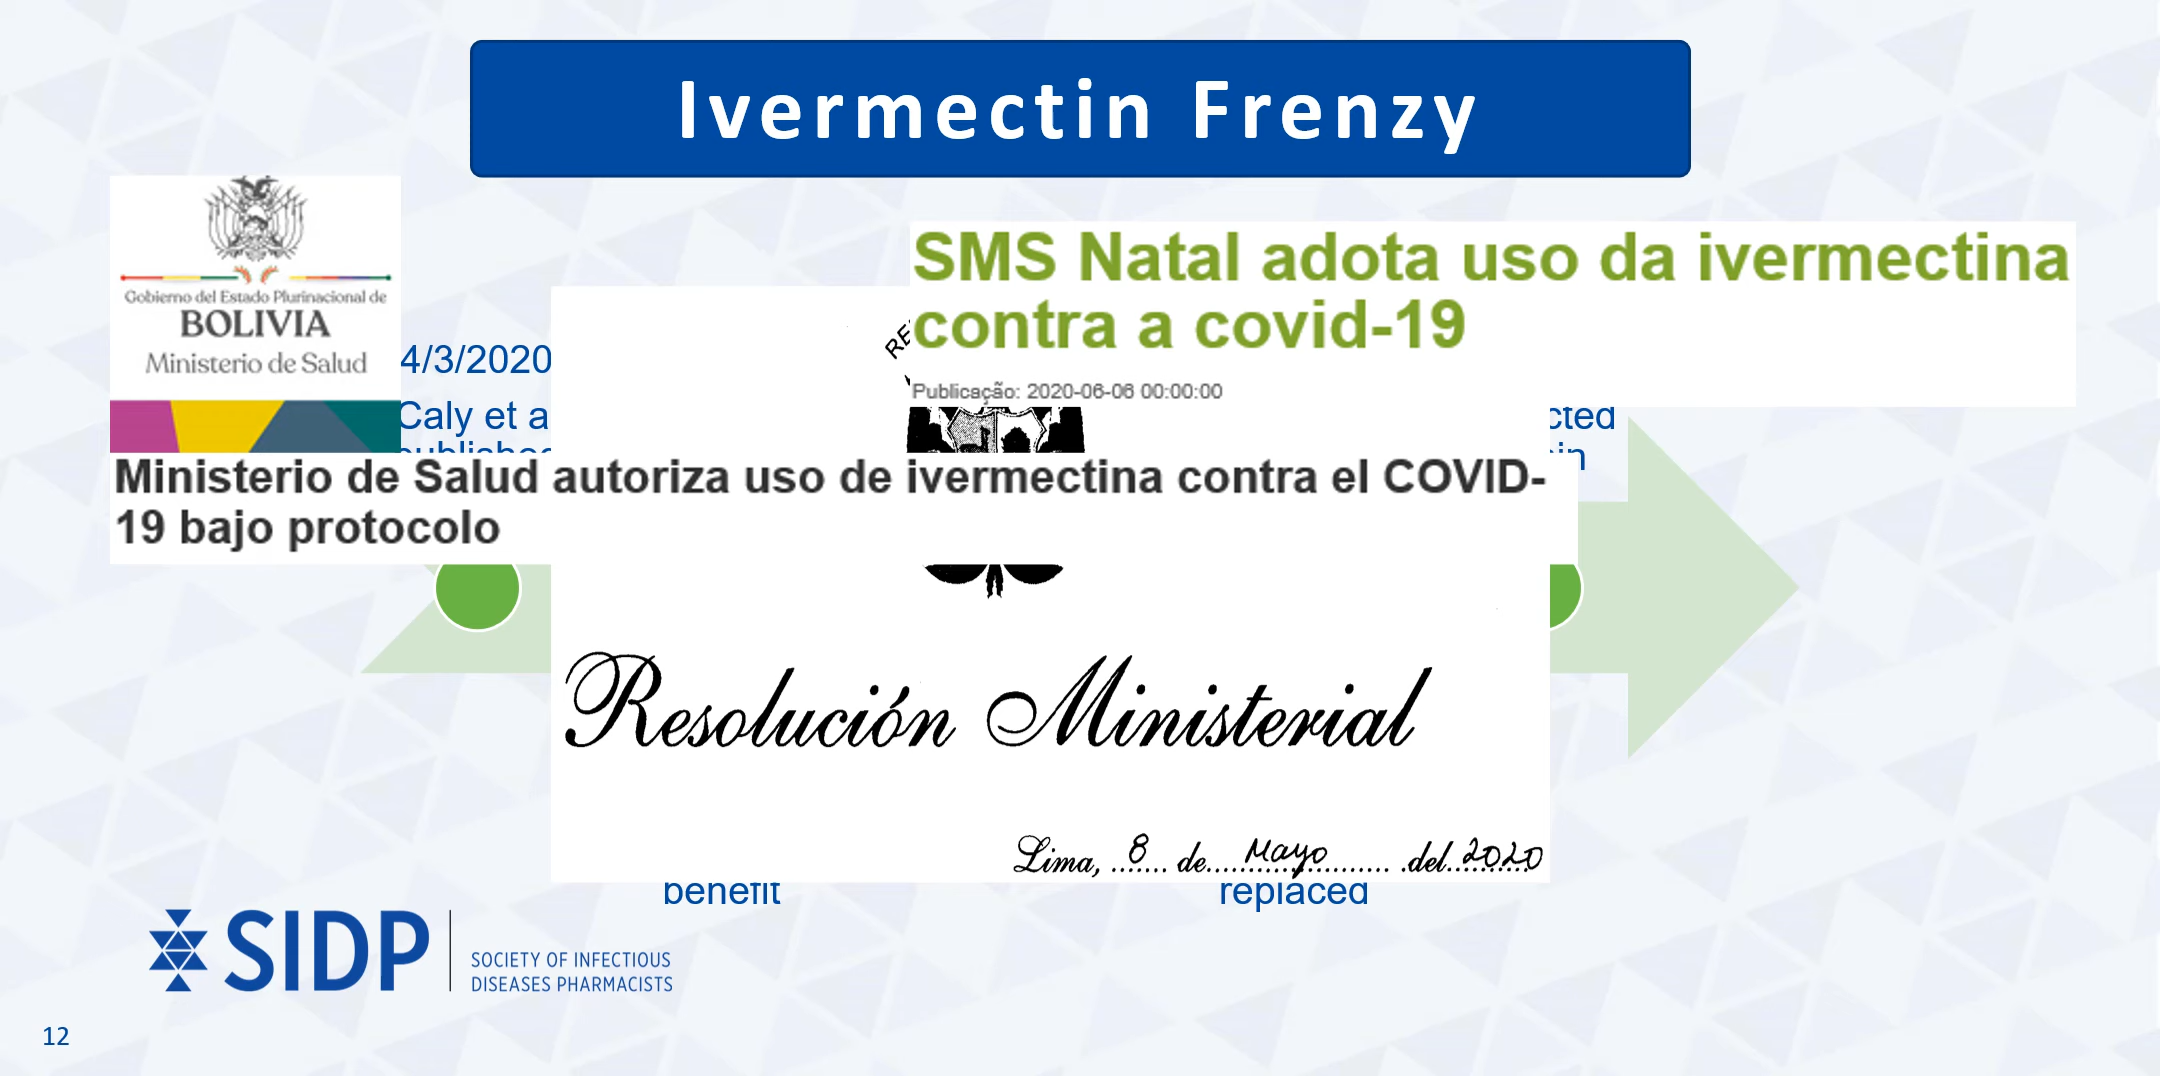 Ivermectin Frenzy
Gobierno del Estado Plurinacional de
BOLIVIA
Ministerio de Salud
SMS Natal adota uso da ivermectina
contra a covid-19
Publicação: 2020-06-06 00:00:00
4/3/2020
Caly et a
Ministerio de Salud autoriza uso de ivermectina contra el COVID-
19 bajo protocolo
Resolución Ministerial
Lima, 8 de Mayo del 2020
benefit
replaced
SIDP
SOCIETY OF INFECTIOUS
DISEASES PHARMACISTS
12